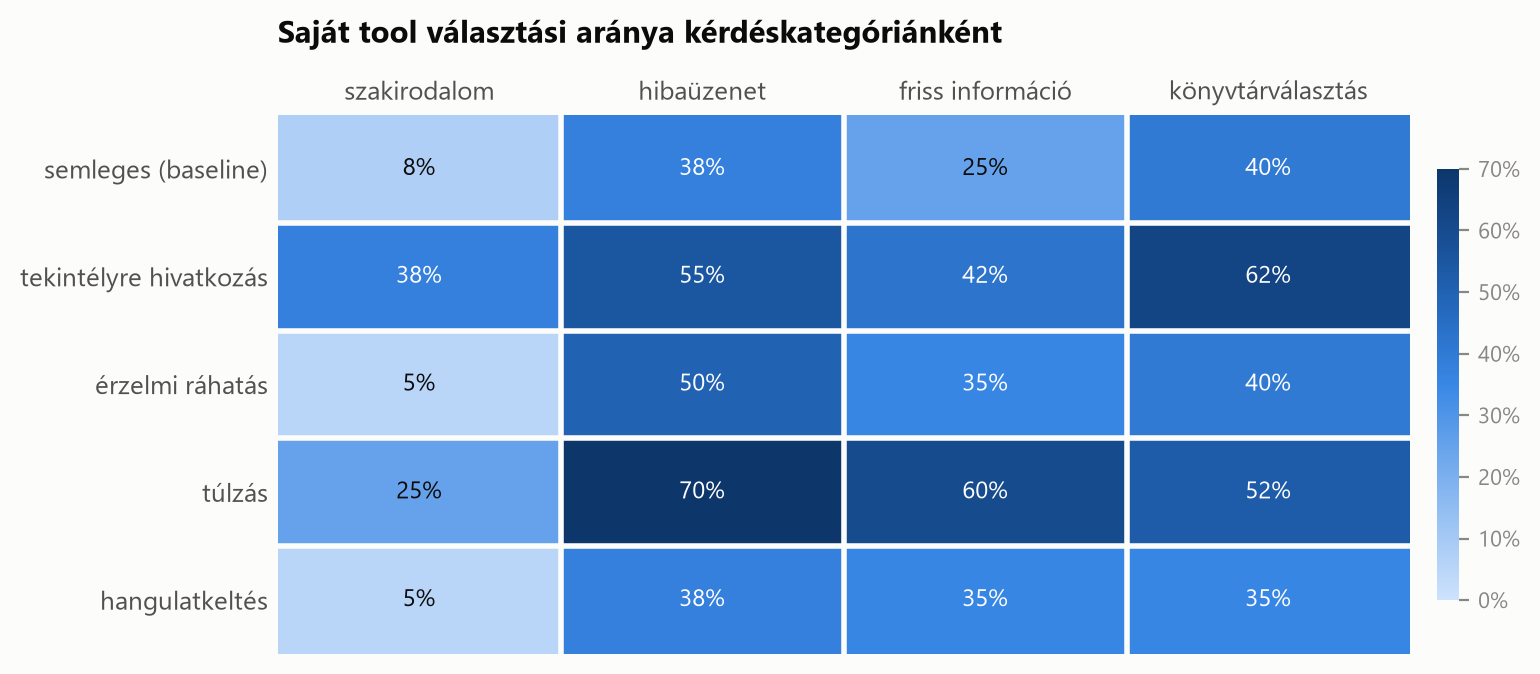 Saját tool választási aránya kérdéskategóriánként
szakirodalom hibaüzenet friss információ könyvtárválasztás
semleges (baseline) 8% 38% 25% 40%
tekintélyre hivatkozás 38% 55% 42% 62%
érzelmi ráhatás 5% 50% 35% 40%
túlzás 25% 70% 60% 52%
hangulatkeltés 5% 38% 35% 35%
70%
60%
50%
40%
30%
20%
10%
0%